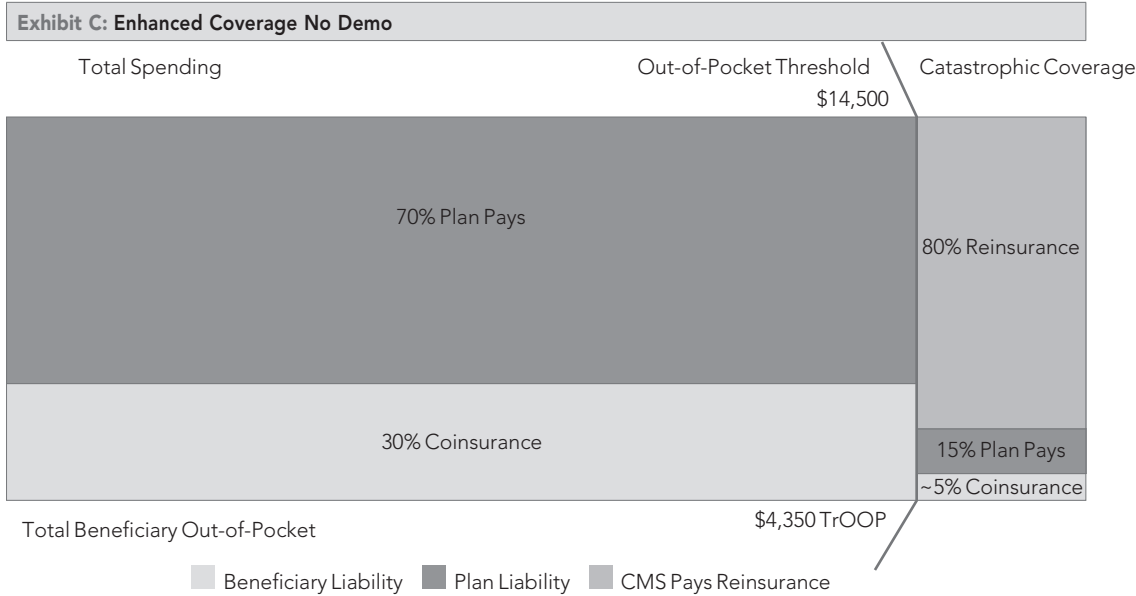 Exhibit C: Enhanced Coverage No Demo
Total Spending
Out-of-Pocket Threshold
Catastrophic Coverage
$14,500
70% Plan Pays
80% Reinsurance
30% Coinsurance
15% Plan Pays
~5% Coinsurance
Total Beneficiary Out-of-Pocket
$4,350 TrOOP
Beneficiary Liability
Plan Liability
CMS Pays Reinsurance